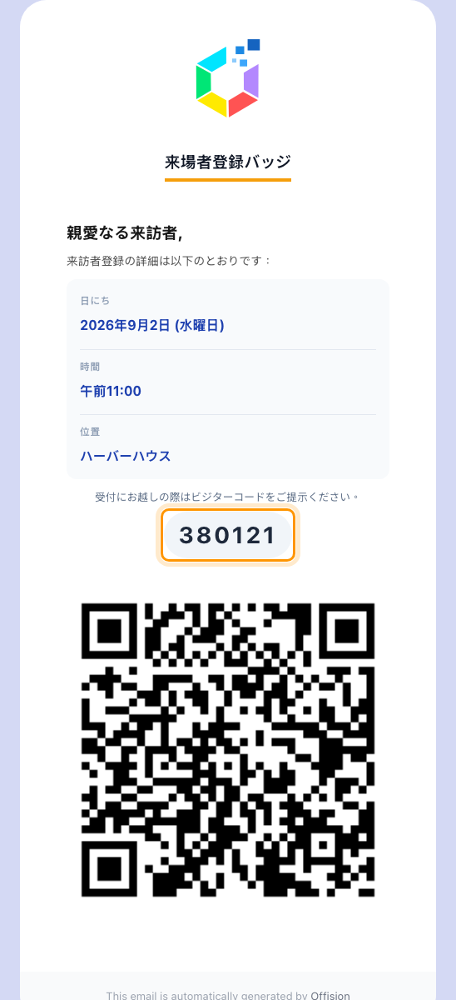 来場者登録バッジ
親愛なる来訪者,
来訪者登録の詳細は以下のとおりです：
日にち
2026年9月2日 (水曜日)
時間
午前11:00
位置
ハーバーハウス
受付にお越しの際はビジターコードをご提示ください。
380121
This email is automatically generated by Offision